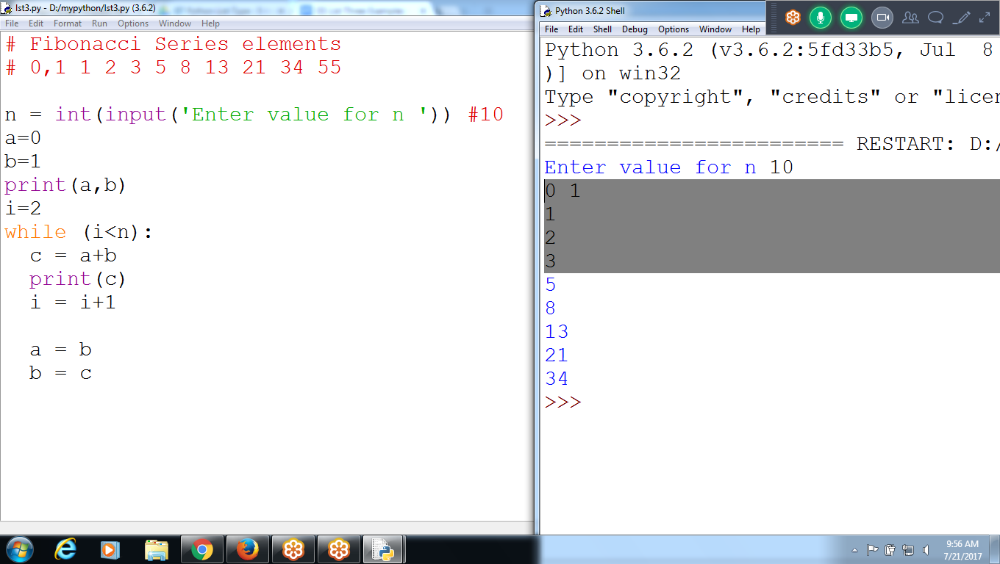 lst3.py - D:/mypython/lst3.py (3.6.2)
File Edit Format Run Options Window Help
# Fibonacci Series elements
# 0,1 1 2 3 5 8 13 21 34 55
n = int(input('Enter value for n ')) #10
a=0
b=1
print(a,b)
i=2
while (i<n):
c = a+b
print(c)
i = i+1
a = b
b = c
Python 3.6.2 Shell
File Edit Shell Debug Options Window Help
Python 3.6.2 (v3.6.2:5fd33b5, Jul 8
)] on win32
Type "copyright", "credits" or "licen
>>>
======================== RESTART: D:/
Enter value for n 10
0 1
1
2
3
5
8
13
21
34
>>>
9:56 AM
7/21/2017